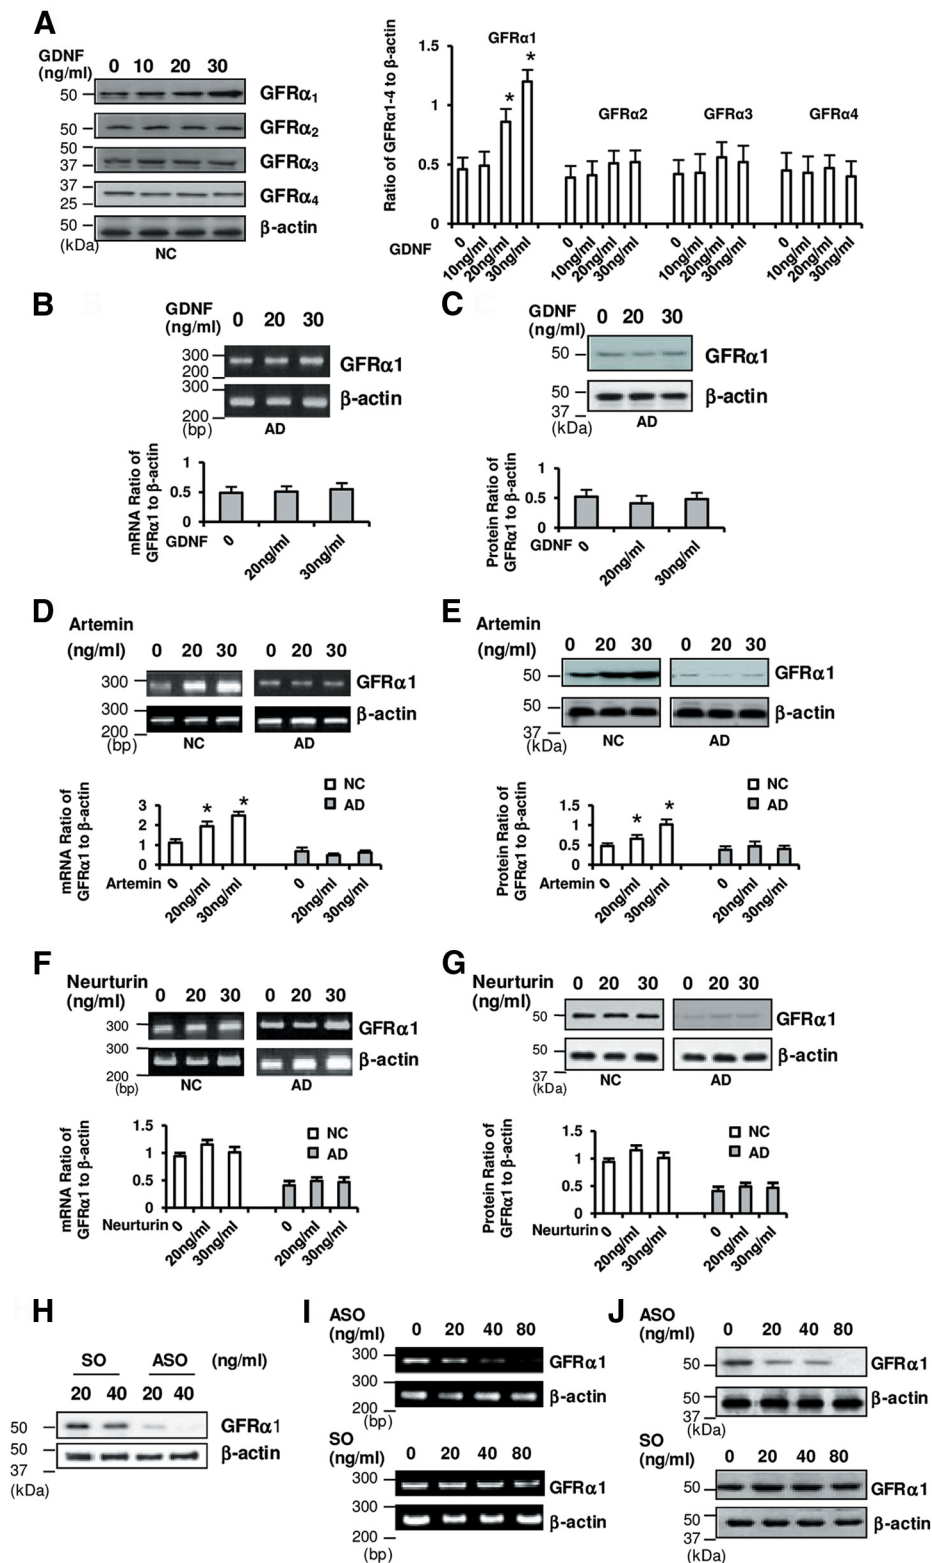 A
GDNF
(ng/ml) 0 10 20 30
50 GFRα1
50 GFRα2
50
37 GFRα3
37
25 GFRα4
50 β-actin
(kDa)
NC
Ratio of GFRα1-4 to β-actin
1.5
1
0.5
0
GFRα1
*
*
GFRα2
GFRα3
GFRα4
GDNF
0 10ng/ml 20ng/ml 30ng/ml
0 10ng/ml 20ng/ml 30ng/ml
0 10ng/ml 20ng/ml 30ng/ml
0 10ng/ml 20ng/ml 30ng/ml
B
GDNF
(ng/ml) 0 20 30
300
200 GFRα1
300
200 β-actin
(bp)
AD
mRNA Ratio of
GFRα1 to β-actin
1
0.5
0
GDNF 0 20ng/ml 30ng/ml
C
GDNF
(ng/ml) 0 20 30
50 GFRα1
50
37 β-actin
(kDa)
AD
Protein Ratio of
GFRα1 to β-actin
1
0.5
0
GDNF 0 20ng/ml 30ng/ml
D
Artemin
(ng/ml) 0 20 30 0 20 30
300 GFRα1
300
200 β-actin
(bp)
NC AD
mRNA Ratio of
GFRα1 to β-actin
3
2
1
0
* *
NC
AD
Artemin 0 20ng/ml 30ng/ml 0 20ng/ml 30ng/ml
E
Artemin
(ng/ml) 0 20 30 0 20 30
50 GFRα1
50
37 β-actin
(kDa)
NC AD
Protein Ratio of
GFRα1 to β-actin
1.5
1
0.5
0
* *
NC
AD
Artemin 0 20ng/ml 30ng/ml 0 20ng/ml 30ng/ml
F
Neurturin
(ng/ml) 0 20 30 0 20 30
300 GFRα1
300
200 β-actin
(bp)
NC AD
mRNA Ratio of
GFRα1 to β-actin
1.5
1
0.5
0
NC
AD
Neurturin 0 20ng/ml 30ng/ml 0 20ng/ml 30ng/ml
G
Neurturin
(ng/ml) 0 20 30 0 20 30
50 GFRα1
50
37 β-actin
(kDa)
NC AD
Protein Ratio of
GFRα1 to β-actin
1.5
1
0.5
0
NC
AD
Neurturin 0 20ng/ml 30ng/ml 0 20ng/ml 30ng/ml
H
SO ASO (ng/ml)
20 40 20 40
50 GFRα1
50
37 β-actin
(kDa)
I
ASO
(ng/ml) 0 20 40 80
300 GFRα1
300
200 β-actin
(bp)
SO
(ng/ml) 0 20 40 80
300 GFRα1
300
200 β-actin
(bp)
J
ASO
(ng/ml) 0 20 40 80
50 GFRα1
50
37 β-actin
(kDa)
SO
(ng/ml) 0 20 40 80
50 GFRα1
50
37 β-actin
(kDa)